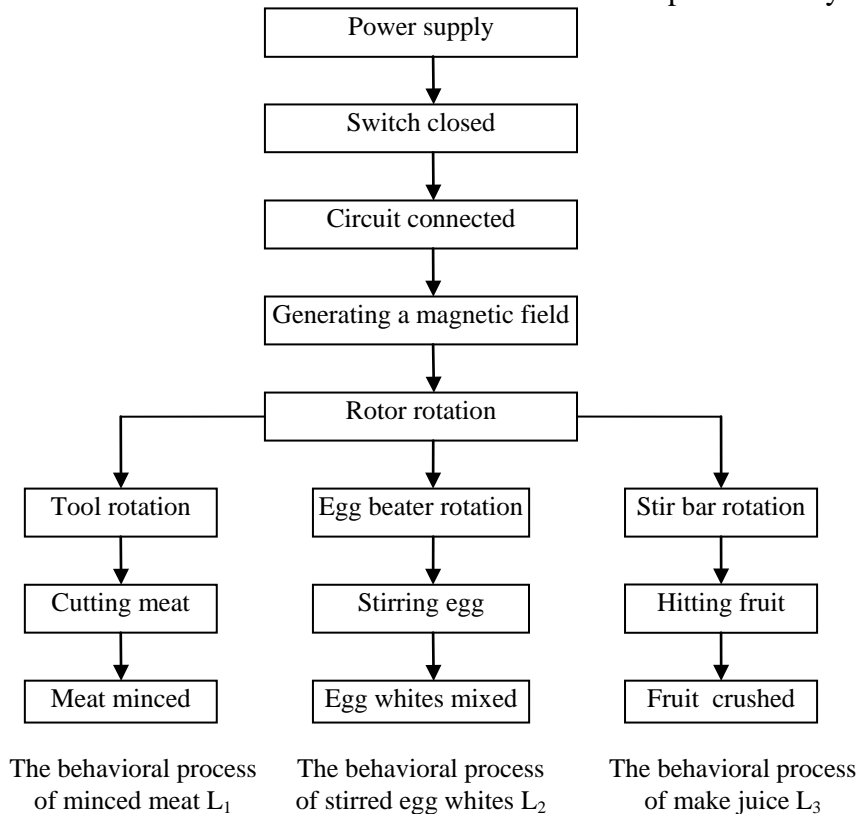 Power supply
Switch closed
Circuit connected
Generating a magnetic field
Rotor rotation
Tool rotation
Egg beater rotation
Stir bar rotation
Cutting meat
Stirring egg
Hitting fruit
Meat minced
Egg whites mixed
Fruit crushed
The behavioral process
of minced meat L₁
The behavioral process
of stirred egg whites L₂
The behavioral process
of make juice L₃